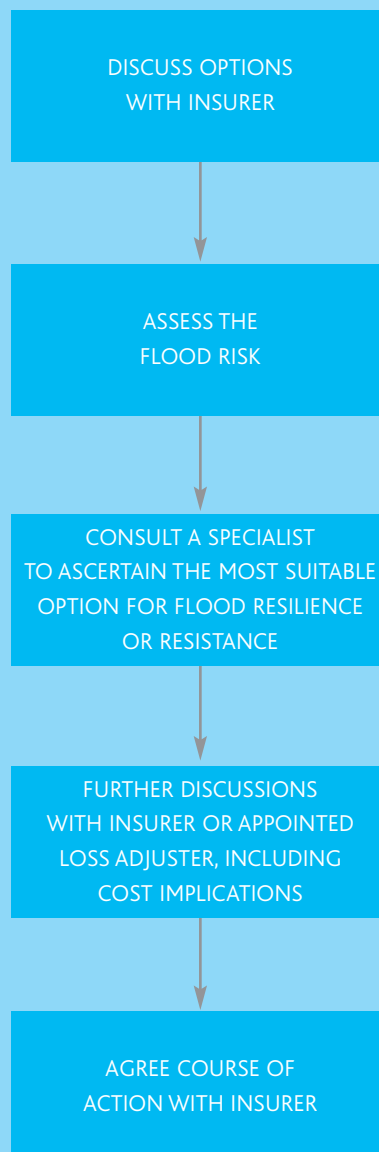 DISCUSS OPTIONS
WITH INSURER
ASSESS THE
FLOOD RISK
CONSULT A SPECIALIST
TO ASCERTAIN THE MOST SUITABLE
OPTION FOR FLOOD RESILIENCE
OR RESISTANCE
FURTHER DISCUSSIONS
WITH INSURER OR APPOINTED
LOSS ADJUSTER, INCLUDING
COST IMPLICATIONS
AGREE COURSE OF
ACTION WITH INSURER